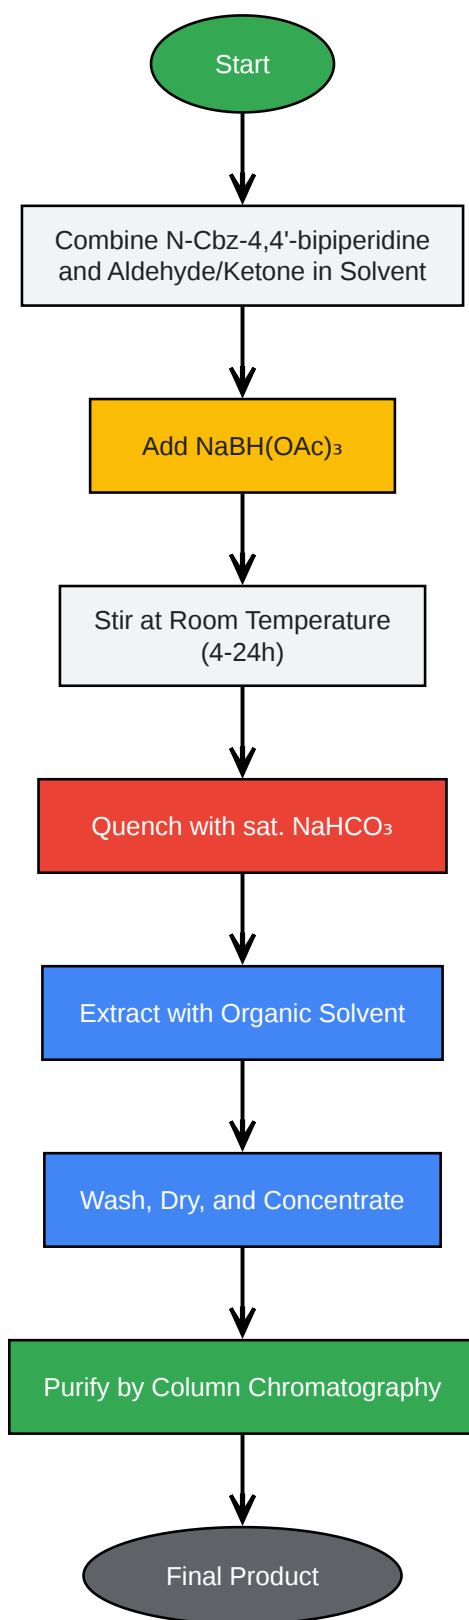 Start
Combine N-Cbz-4,4'-bipiperidine
and Aldehyde/Ketone in Solvent
Add NaBH(OAc)₃
Stir at Room Temperature
(4-24h)
Quench with sat. NaHCO₃
Extract with Organic Solvent
Wash, Dry, and Concentrate
Purify by Column Chromatography
Final Product